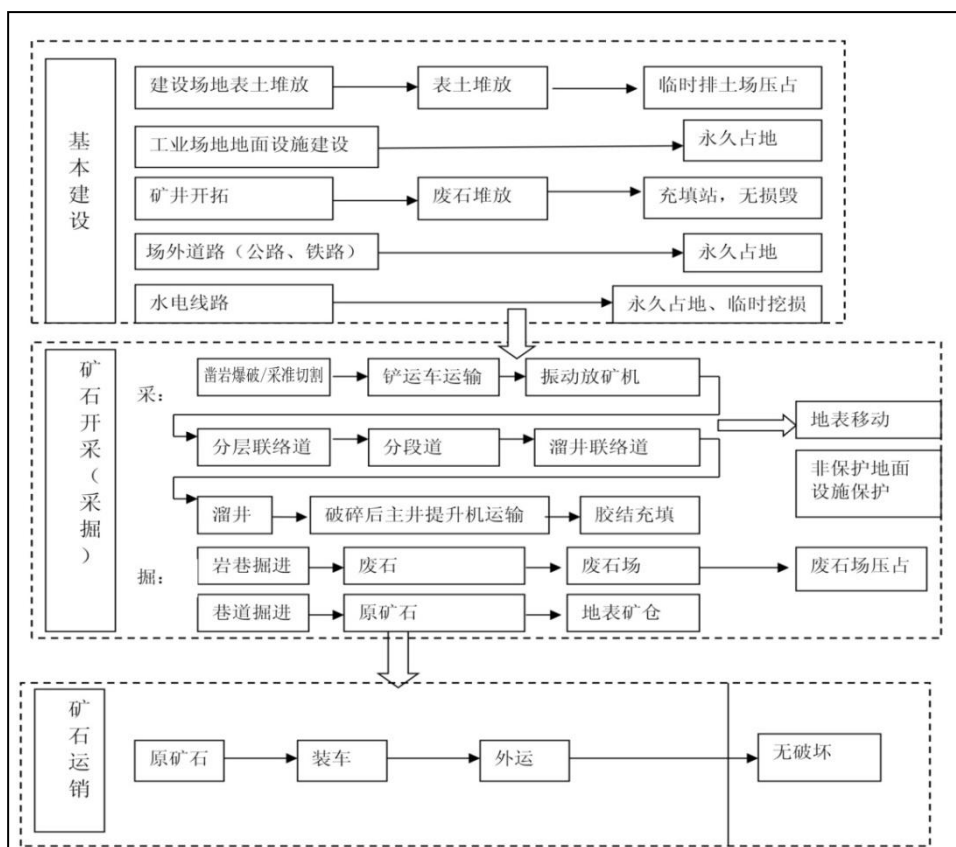 基本建设
建设场地表土堆放
表土堆放
临时排土场压占
工业场地地面设施建设
永久占地
矿井开拓
废石堆放
充填站，无损毁
场外道路（公路、铁路）
永久占地
水电线路
永久占地、临时挖损
矿石开采（采掘）
采：
凿岩爆破/采准切割
铲运车运输
振动放矿机
地表移动
分层联络道
分段道
溜井联络道
非保护地面
设施保护
溜井
破碎后主井提升机运输
胶结充填
掘：
岩巷掘进
废石
废石场
废石场压占
巷道掘进
原矿石
地表矿仓
矿石运销
原矿石
装车
外运
无破坏